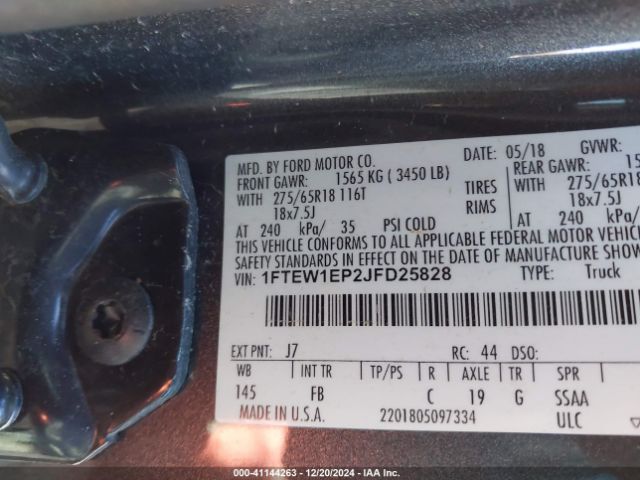 MFD. BY FORD MOTOR CO.
DATE: 05/18 GVWR:
FRONT GAWR: 1565 KG ( 3450 LB)
REAR GAWR: 15
WITH 275/65R18 116T TIRES WITH 275/65R18
18x7.5J RIMS 18x7.5J
AT 240 kPa/ 35 PSI COLD AT 240 kPa/
THIS VEHICLE CONFORMS TO ALL APPLICABLE FEDERAL MOTOR VEHICLE
SAFETY STANDARDS IN EFFECT ON THE DATE OF MANUFACTURE SHOW
VIN: 1FTEW1EP2JFD25828 TYPE: Truck
EXT PNT: J7 RC: 44 DSO:
WB INT TR TP/PS R AXLE TR SPR
145 FB C 19 G SSAA
MADE IN U.S.A. 2201805097334 ULC
000-41144263 - 12/20/2024 - IAA Inc.